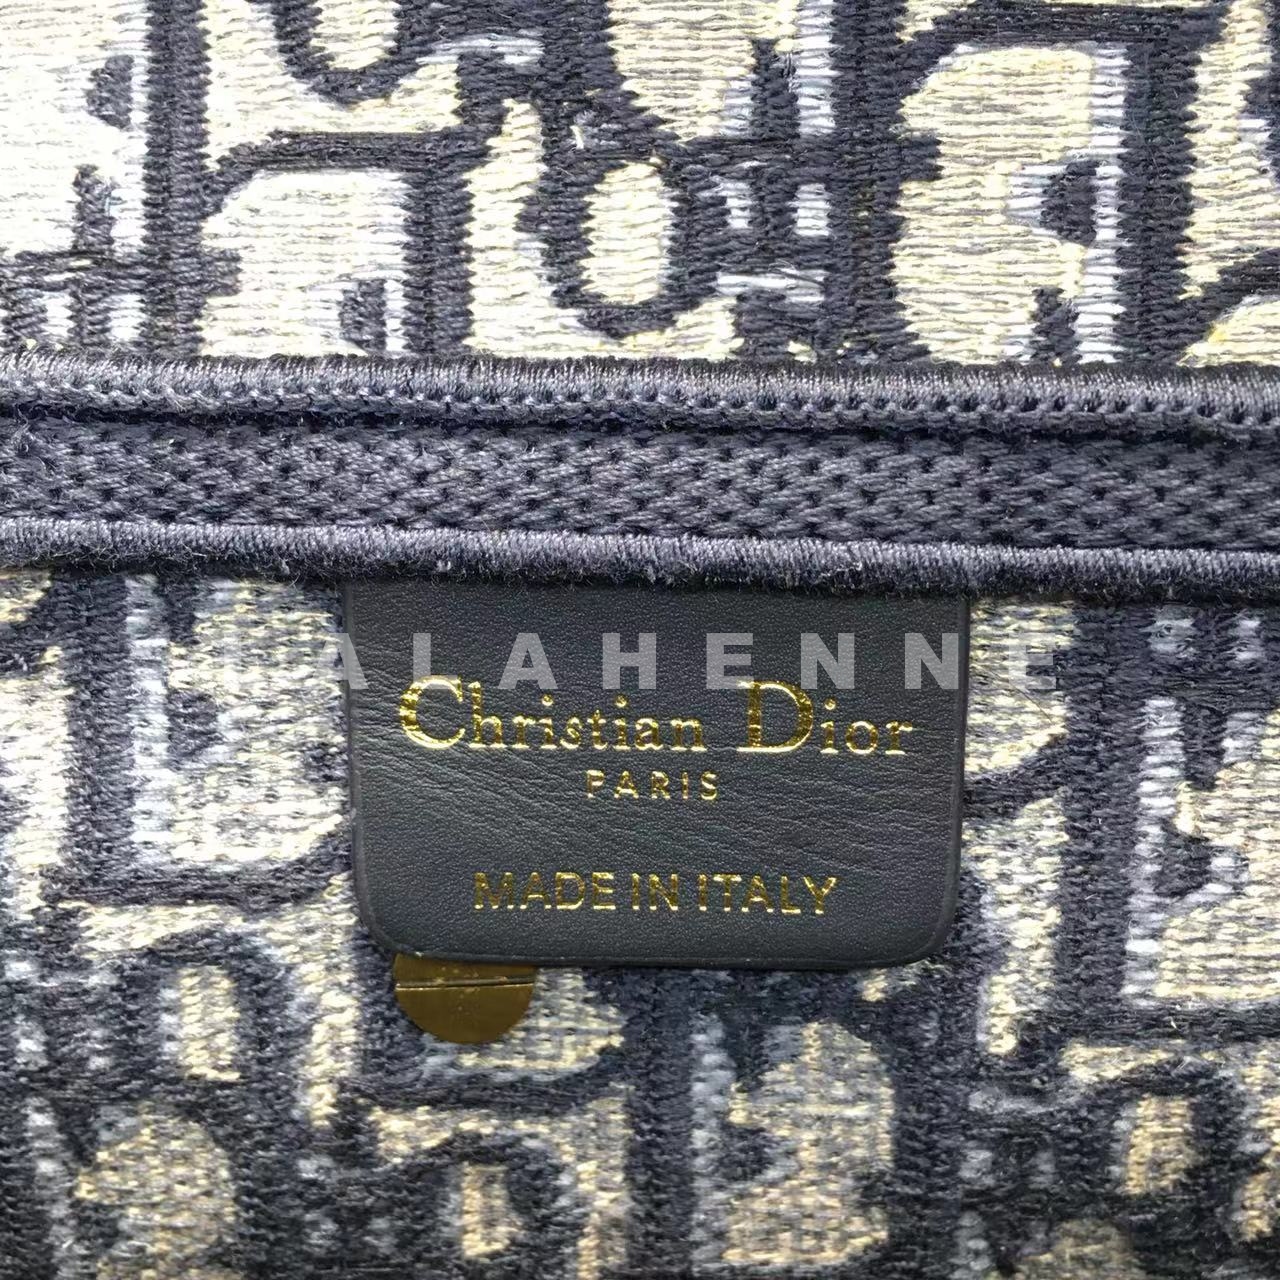 ALAHENNE
Christian Dior
PARIS
MADE IN ITALY